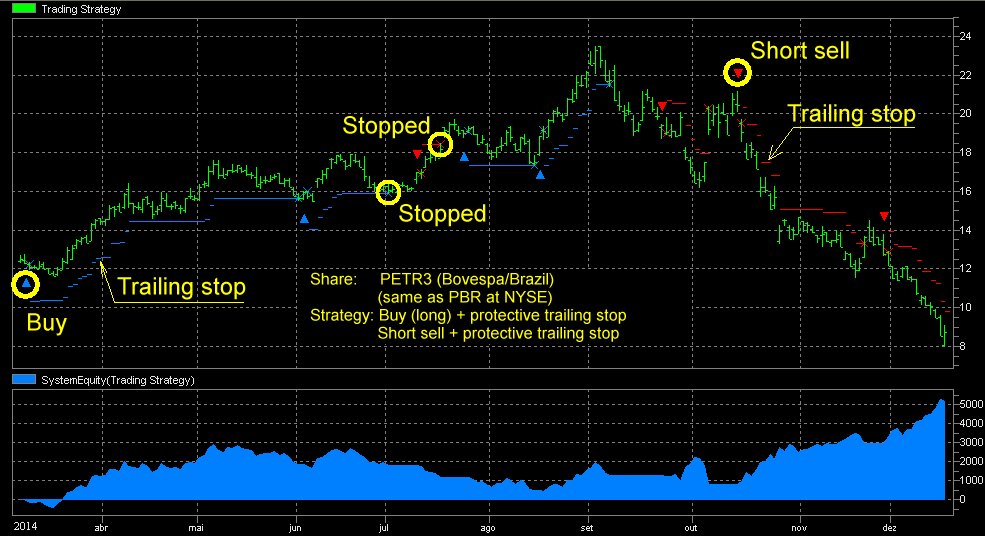 Trading Strategy
24
Short sell
22
Trailing stop
20
Stopped
18
16
Stopped
14
12
Trailing stop
Share: PETR3 (Bovespa/Brazil)
(same as PBR at NYSE)
10
Buy
Strategy: Buy (long) + protective trailing stop
Short sell + protective trailing stop
8
SystemEquity(Trading Strategy)
5000
4000
3000
2000
1000
0
2014 abr mai jun jul ago set out nov dez